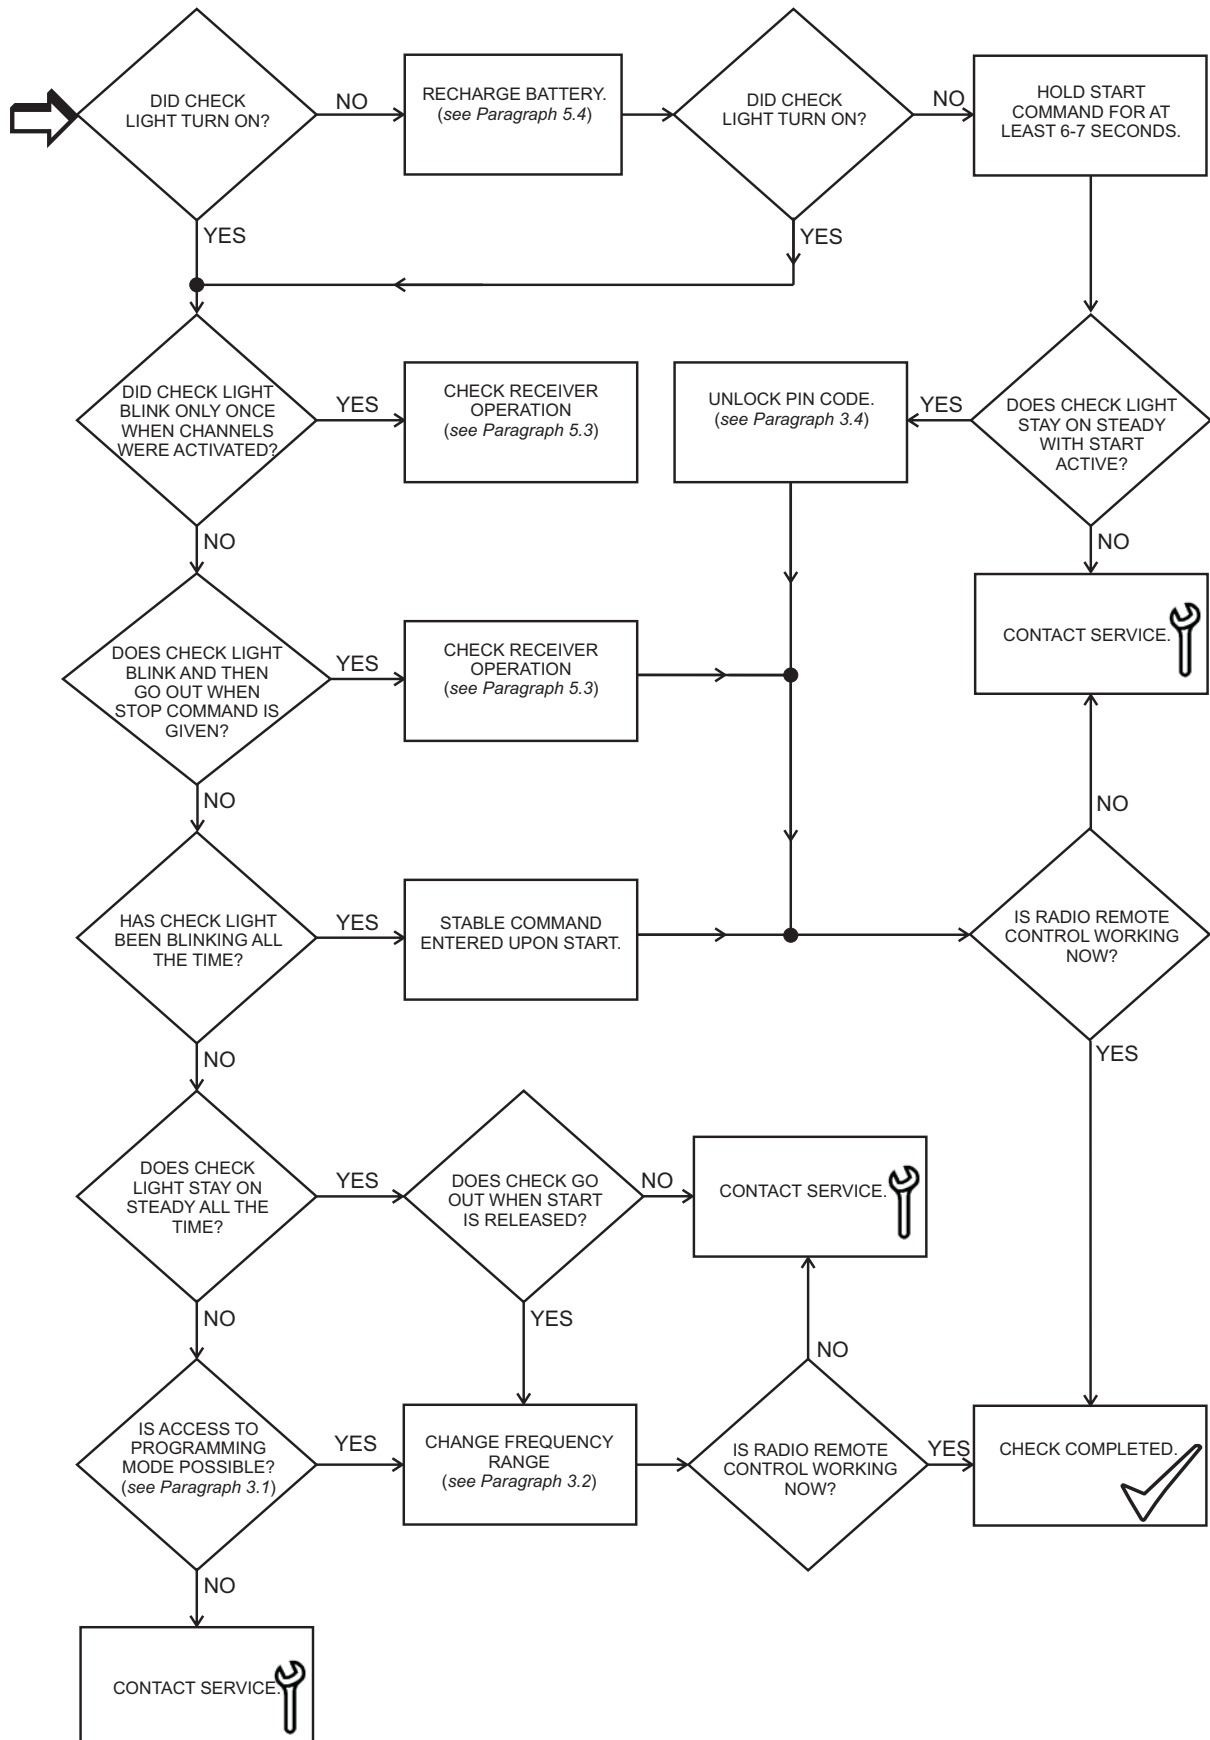 DID CHECK
LIGHT TURN ON?
NO
RECHARGE BATTERY.
(see Paragraph 5.4)
DID CHECK
LIGHT TURN ON?
NO
HOLD START
COMMAND FOR AT
LEAST 6-7 SECONDS.
YES
YES
DID CHECK LIGHT
BLINK ONLY ONCE
WHEN CHANNELS
WERE ACTIVATED?
YES
CHECK RECEIVER
OPERATION
(see Paragraph 5.3)
UNLOCK PIN CODE.
(see Paragraph 3.4)
YES
DOES CHECK LIGHT
STAY ON STEADY
WITH START
ACTIVE?
NO
NO
DOES CHECK LIGHT
BLINK AND THEN
GO OUT WHEN
STOP COMMAND IS
GIVEN?
YES
CHECK RECEIVER
OPERATION
(see Paragraph 5.3)
CONTACT SERVICE.
NO
NO
HAS CHECK LIGHT
BEEN BLINKING ALL
THE TIME?
YES
STABLE COMMAND
ENTERED UPON START.
IS RADIO REMOTE
CONTROL WORKING
NOW?
NO
YES
DOES CHECK
LIGHT STAY ON
STEADY ALL THE
TIME?
YES
DOES CHECK GO
OUT WHEN START
IS RELEASED?
NO
CONTACT SERVICE.
NO
YES
NO
IS ACCESS TO
PROGRAMMING
MODE POSSIBLE?
(see Paragraph 3.1)
YES
CHANGE FREQUENCY
RANGE
(see Paragraph 3.2)
IS RADIO REMOTE
CONTROL WORKING
NOW?
YES
CHECK COMPLETED.
NO
CONTACT SERVICE.